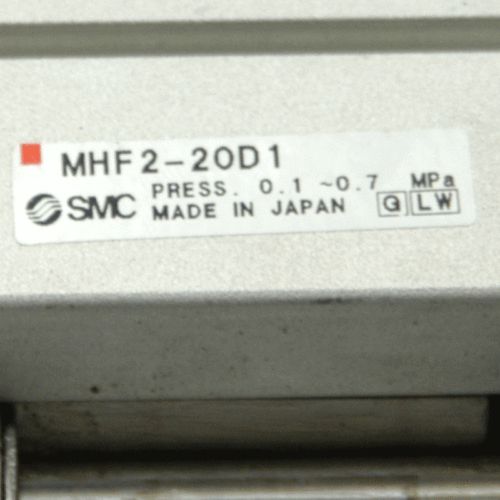 MHF2-20D1
SMC PRESS. 0.1 ~0.7 MPa
MADE IN JAPAN G LW